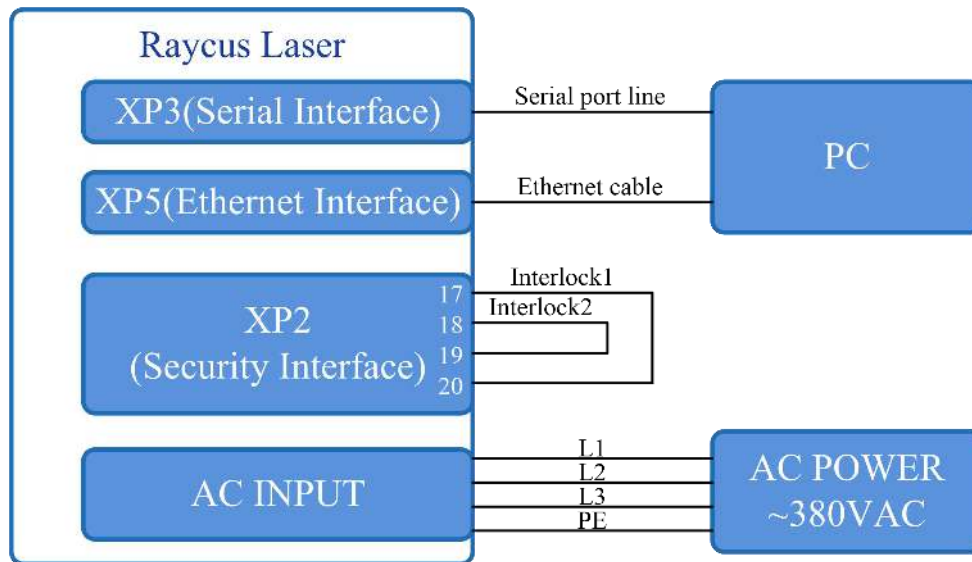 Raycus Laser
XP3(Serial Interface)
Serial port line
PC
XP5(Ethernet Interface)
Ethernet cable
XP2
(Security Interface)
17
18
19
20
Interlock1
Interlock2
AC INPUT
L1
L2
L3
PE
AC POWER
~380VAC